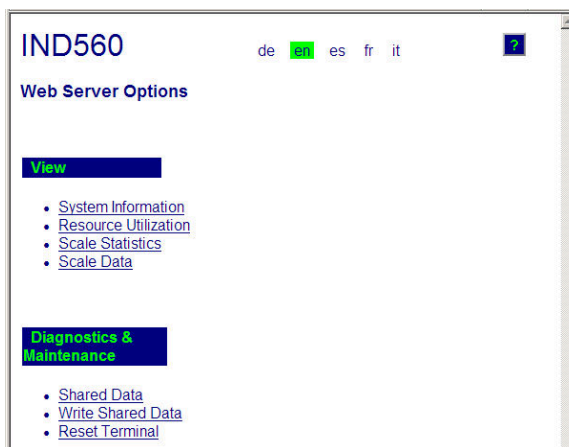 IND560
de en es fr it ?
Web Server Options
View
System Information
Resource Utilization
Scale Statistics
Scale Data
Diagnostics &
Maintenance
Shared Data
Write Shared Data
Reset Terminal